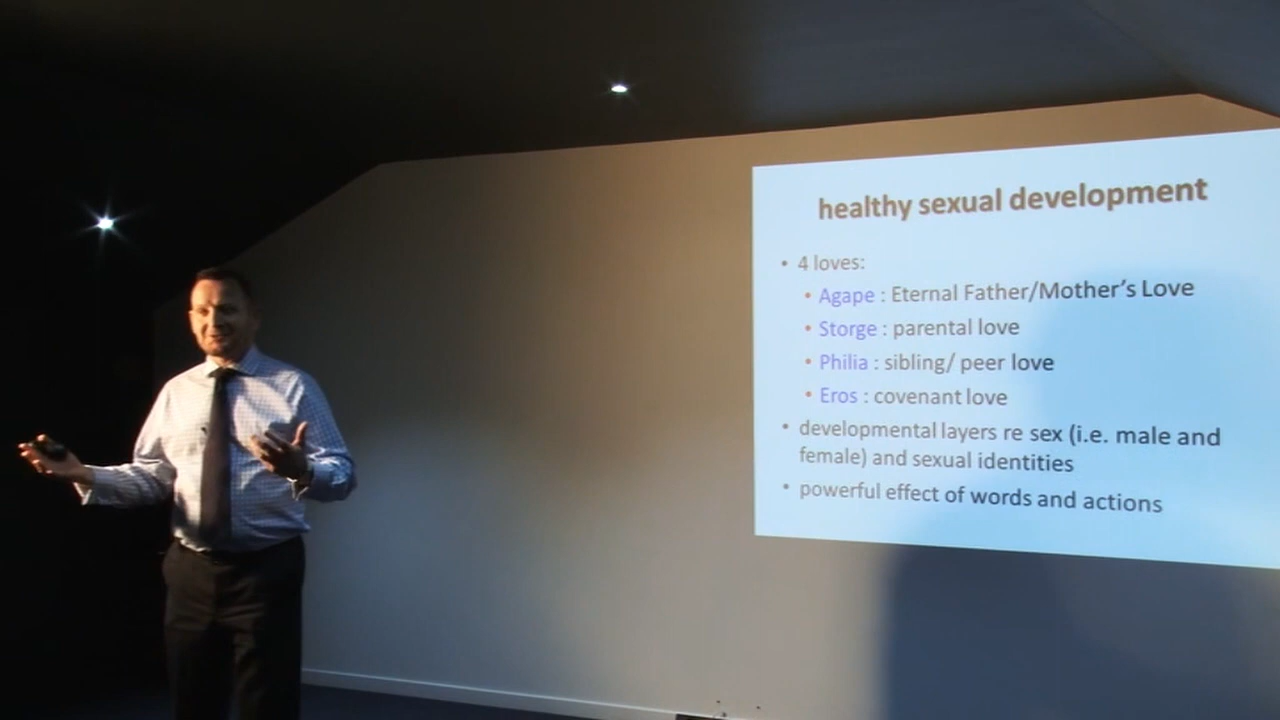 healthy sexual development
• 4 loves:
• Agape : Eternal Father/Mother's Love
• Storge : parental love
• Philia : sibling/ peer love
• Eros : covenant love
• developmental layers re sex (i.e. male and
female) and sexual identities
• powerful effect of words and actions